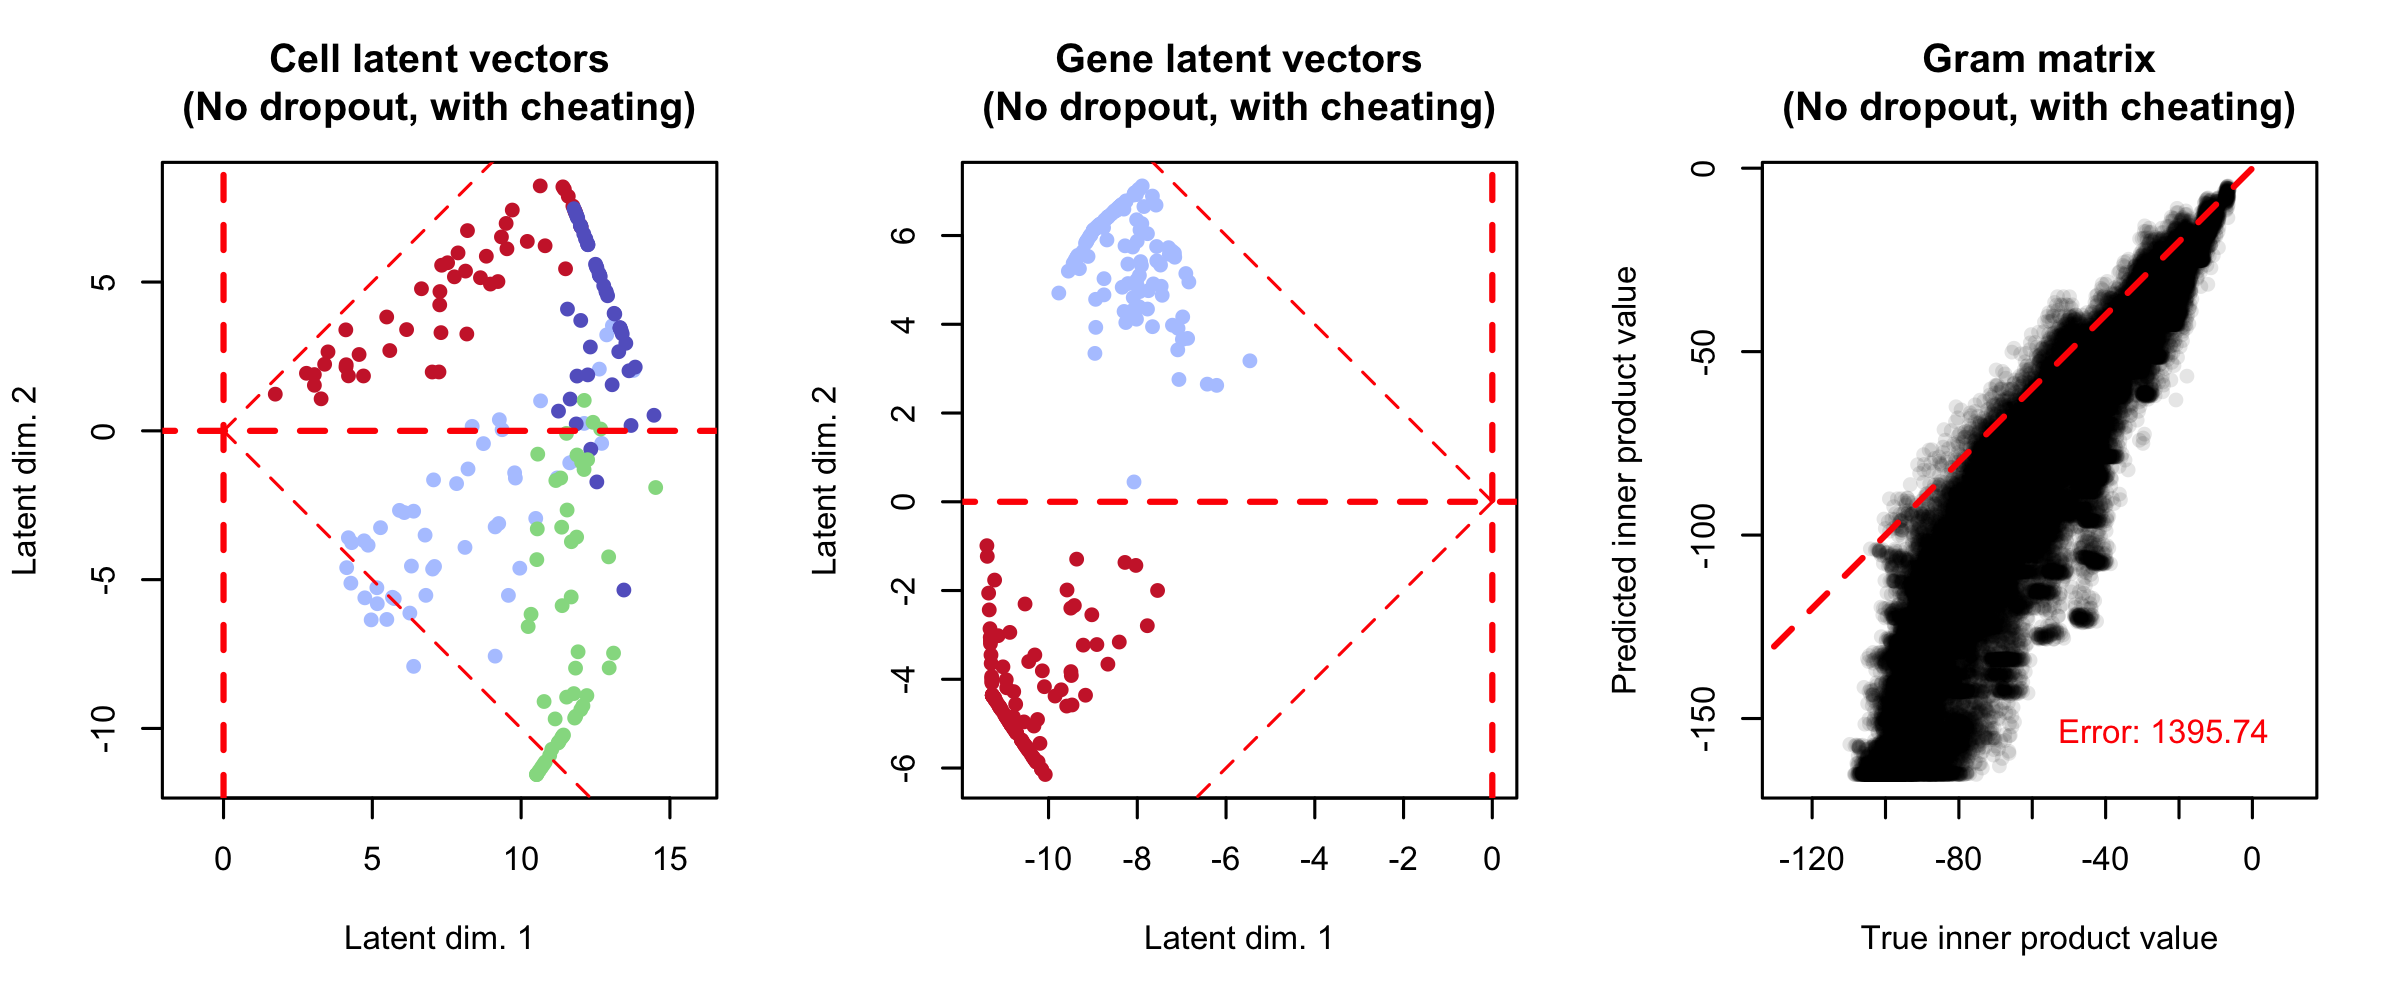 Cell latent vectors
(No dropout, with cheating)
Latent dim. 2
5
0
-5
-10
0 5 10 15
Latent dim. 1
Gene latent vectors
(No dropout, with cheating)
Latent dim. 2
6
4
2
0
-2
-4
-6
-10 -8 -6 -4 -2 0
Latent dim. 1
Gram matrix
(No dropout, with cheating)
Predicted inner product value
0
-50
-100
-150
Error: 1395.74
-120 -80 -40 0
True inner product value